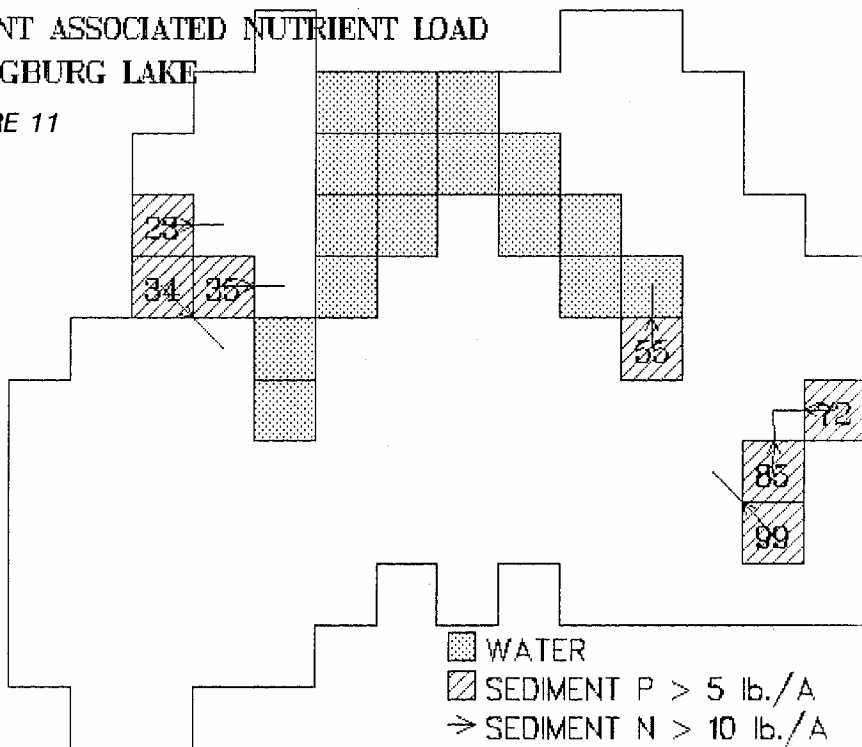 NT ASSOCIATED NUTRIENT LOAD
GBURG LAKE
RE 11
23
34 35
55
72
83
99
WATER
SEDIMENT P > 5 lb./A
SEDIMENT N > 10 lb./A